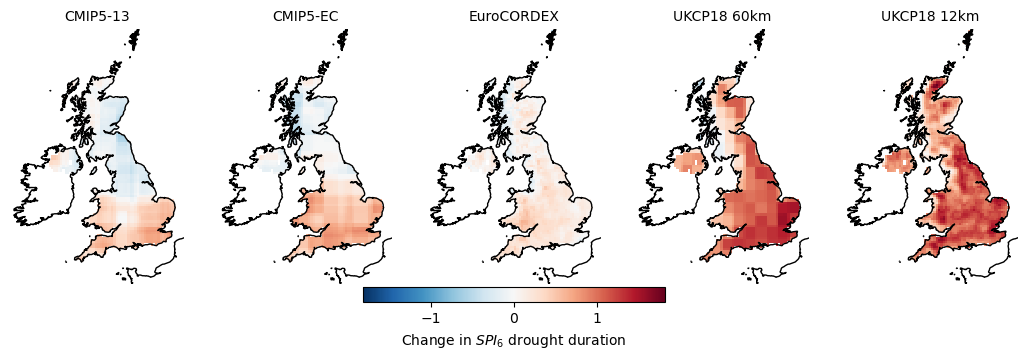 CMIP5-13 CMIP5-EC EuroCORDEX UKCP18 60km UKCP18 12km
−1 0 1
Change in SPI6 drought duration